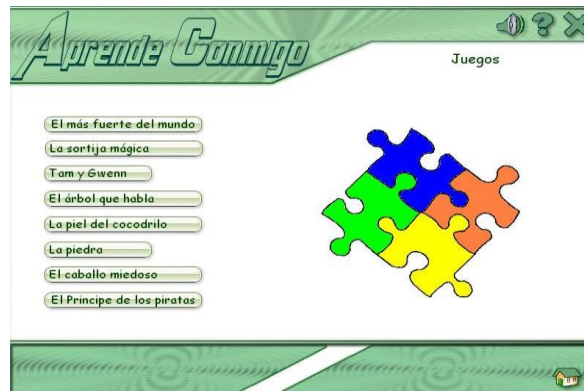 Aprende Conmigo
Juegos
El más fuerte del mundo
La sortija mágica
Tam y Gwenn
El árbol que habla
La piel del cocodrilo
La piedra
El caballo miedoso
El Principe de los piratas